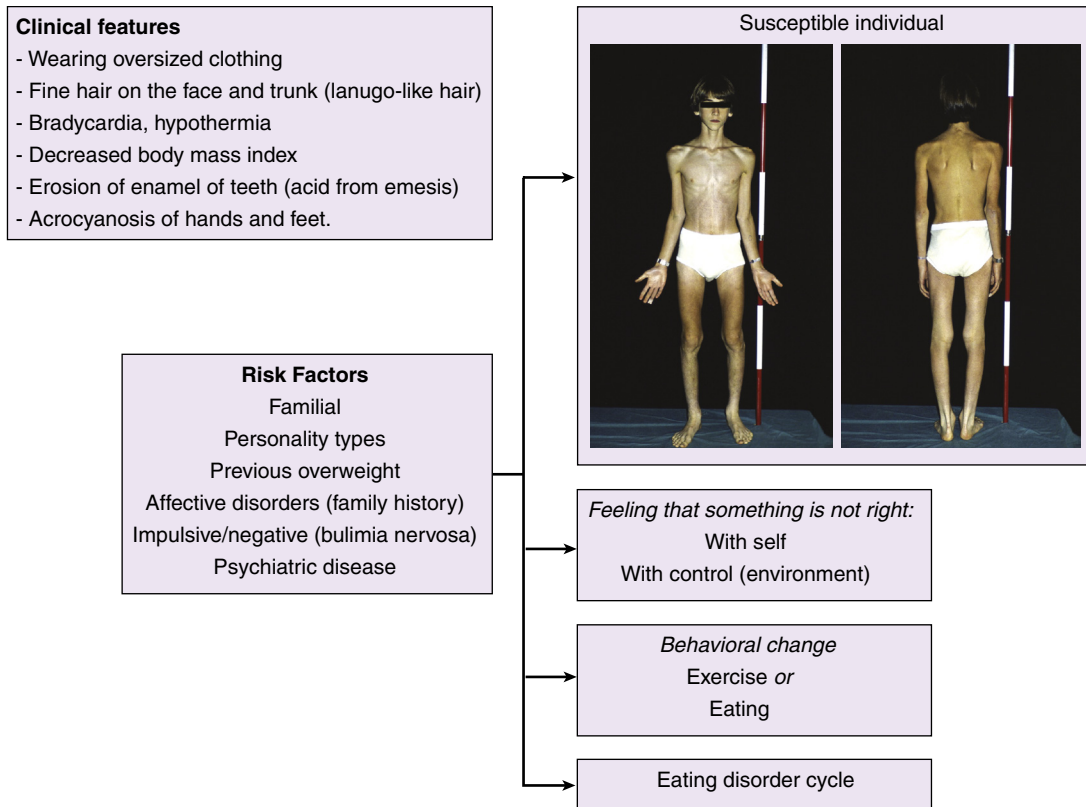 Clinical features
- Wearing oversized clothing
- Fine hair on the face and trunk (lanugo-like hair)
- Bradycardia, hypothermia
- Decreased body mass index
- Erosion of enamel of teeth (acid from emesis)
- Acrocyanosis of hands and feet.
Susceptible individual
Risk Factors
Familial
Personality types
Previous overweight
Affective disorders (family history)
Impulsive/negative (bulimia nervosa)
Psychiatric disease
Feeling that something is not right:
With self
With control (environment)
Behavioral change
Exercise or
Eating
Eating disorder cycle